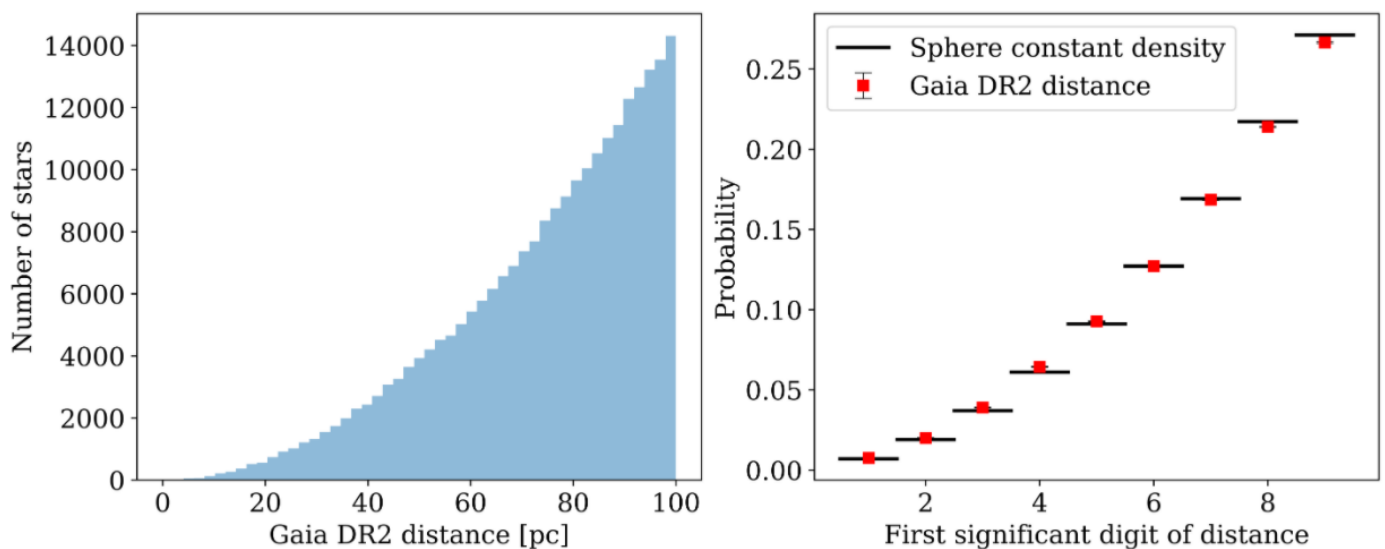 14000
12000
10000
8000
6000
4000
2000
0
Number of stars
0 20 40 60 80 100
Gaia DR2 distance [pc]
Sphere constant density
Gaia DR2 distance
0.25
0.20
0.15
0.10
0.05
0.00
Probability
2 4 6 8
First significant digit of distance